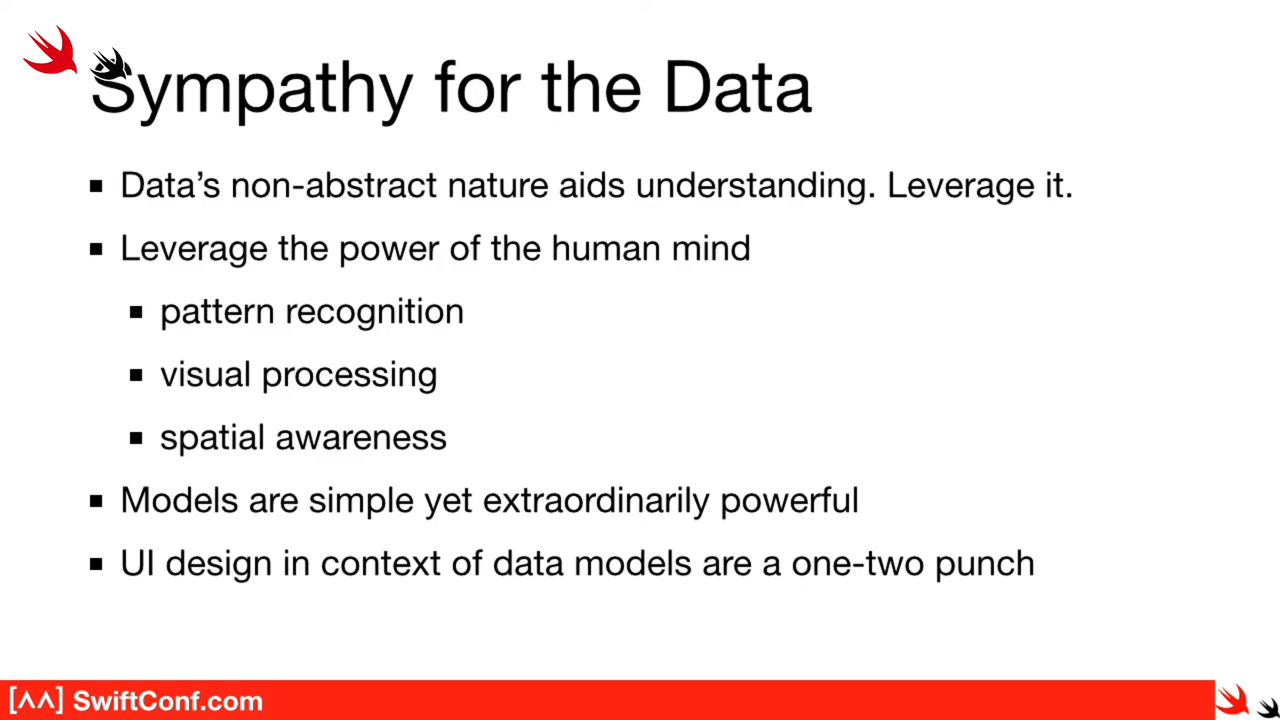 Sympathy for the Data
▪ Data’s non-abstract nature aids understanding. Leverage it.
▪ Leverage the power of the human mind
▪ pattern recognition
▪ visual processing
▪ spatial awareness
▪ Models are simple yet extraordinarily powerful
▪ UI design in context of data models are a one-two punch
[^^] SwiftConf.com